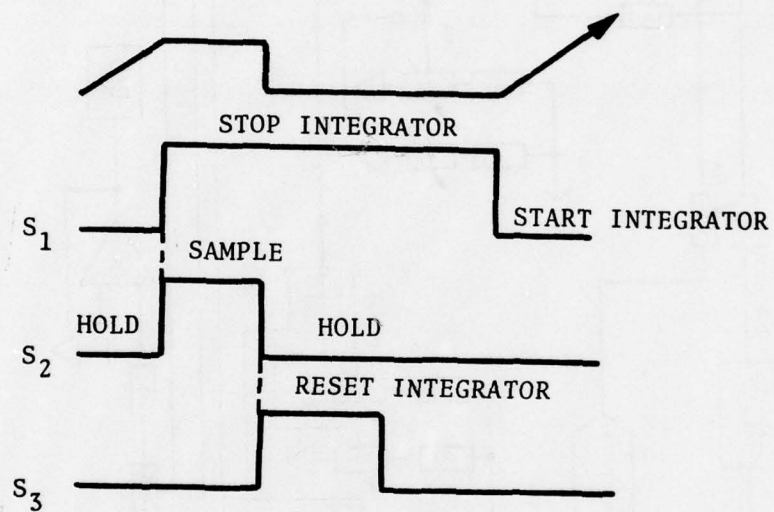 STOP INTEGRATOR
S1 START INTEGRATOR
SAMPLE
HOLD HOLD
S2
RESET INTEGRATOR
S3